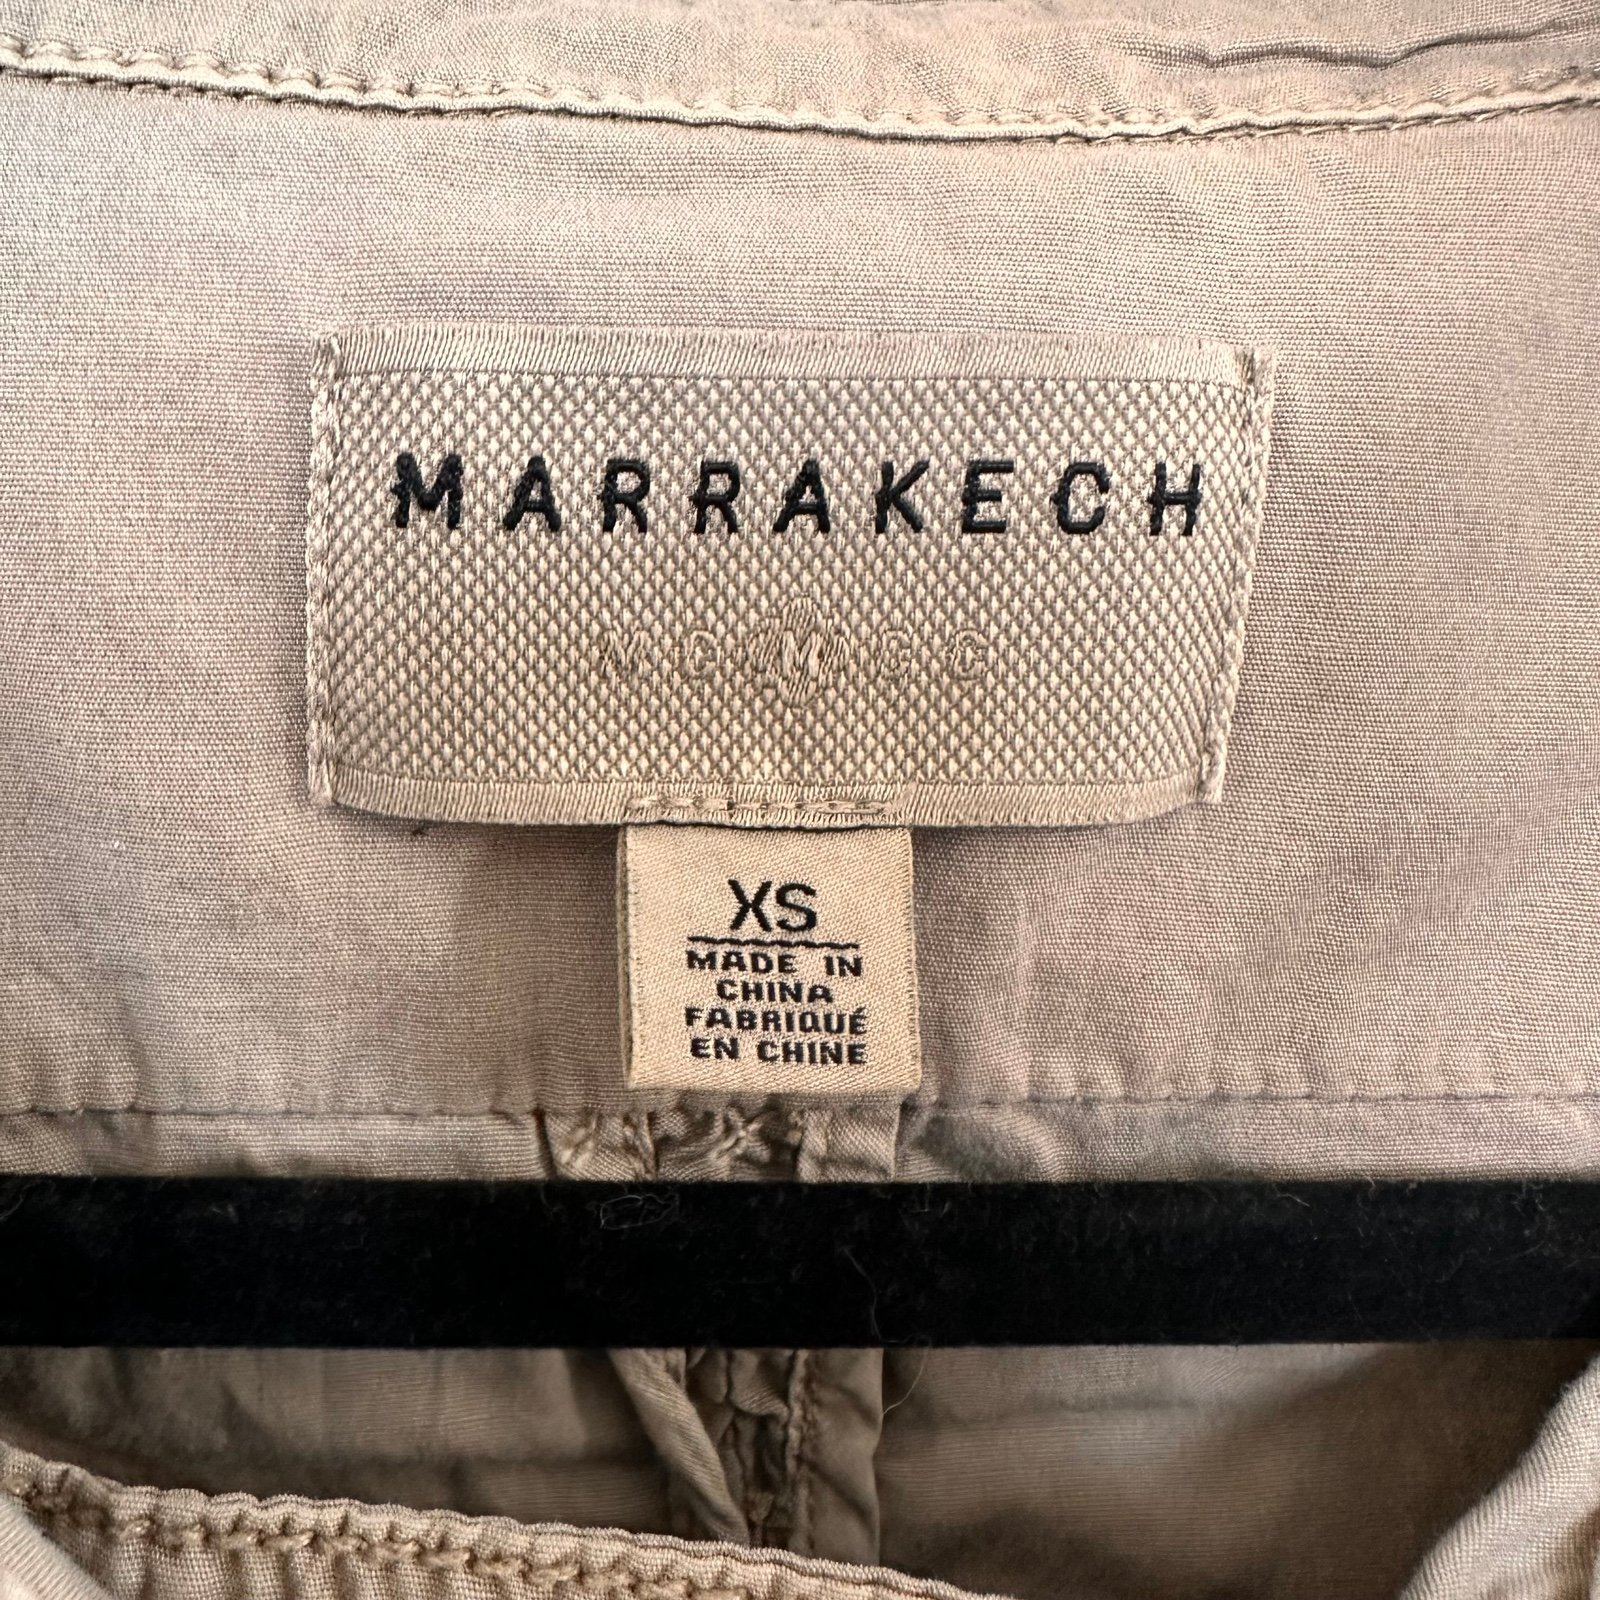 MARRAKECH
XS
MADE IN
CHINA
FABRIQUÉ
EN CHINE